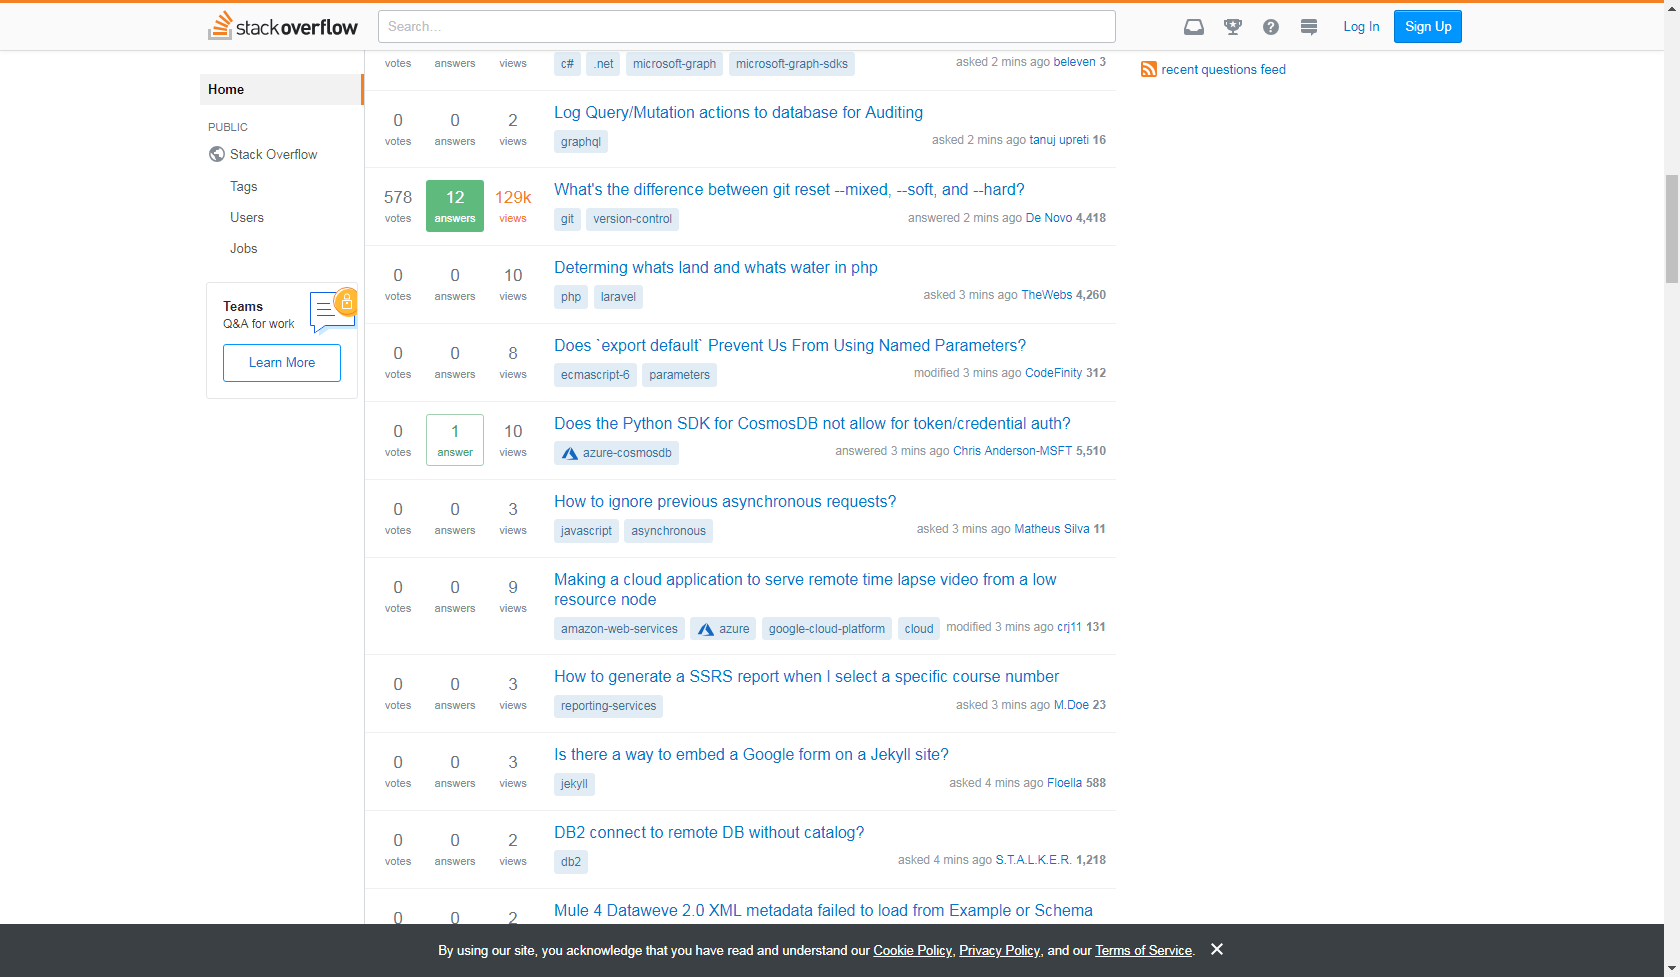 stackoverflow
Search...
Log In
Sign Up
Home
PUBLIC
Stack Overflow
Tags
Users
Jobs
Teams
Q&A for work
Learn More
votes answers views
c# .net microsoft-graph microsoft-graph-sdks
asked 2 mins ago beleven 3
0 votes 0 answers 2 views
Log Query/Mutation actions to database for Auditing
graphql
asked 2 mins ago tanuj upreti 16
578 votes 12 answers 129k views
What's the difference between git reset --mixed, --soft, and --hard?
git version-control
answered 2 mins ago De Novo 4,418
0 votes 0 answers 10 views
Determing whats land and whats water in php
php laravel
asked 3 mins ago TheWebs 4,260
0 votes 0 answers 8 views
Does `export default` Prevent Us From Using Named Parameters?
ecmascript-6 parameters
modified 3 mins ago CodeFinity 312
0 votes 1 answer 10 views
Does the Python SDK for CosmosDB not allow for token/credential auth?
azure-cosmosdb
answered 3 mins ago Chris Anderson-MSFT 5,510
0 votes 0 answers 3 views
How to ignore previous asynchronous requests?
javascript asynchronous
asked 3 mins ago Matheus Silva 11
0 votes 0 answers 9 views
Making a cloud application to serve remote time lapse video from a low
resource node
amazon-web-services azure google-cloud-platform cloud
modified 3 mins ago crj11 131
0 votes 0 answers 3 views
How to generate a SSRS report when I select a specific course number
reporting-services
asked 3 mins ago M.Doe 23
0 votes 0 answers 3 views
Is there a way to embed a Google form on a Jekyll site?
jekyll
asked 4 mins ago Floella 588
0 votes 0 answers 2 views
DB2 connect to remote DB without catalog?
db2
asked 4 mins ago S.T.A.L.K.E.R. 1,218
0 0 2
Mule 4 Dataweve 2.0 XML metadata failed to load from Example or Schema
recent questions feed
By using our site, you acknowledge that you have read and understand our Cookie Policy, Privacy Policy, and our Terms of Service.